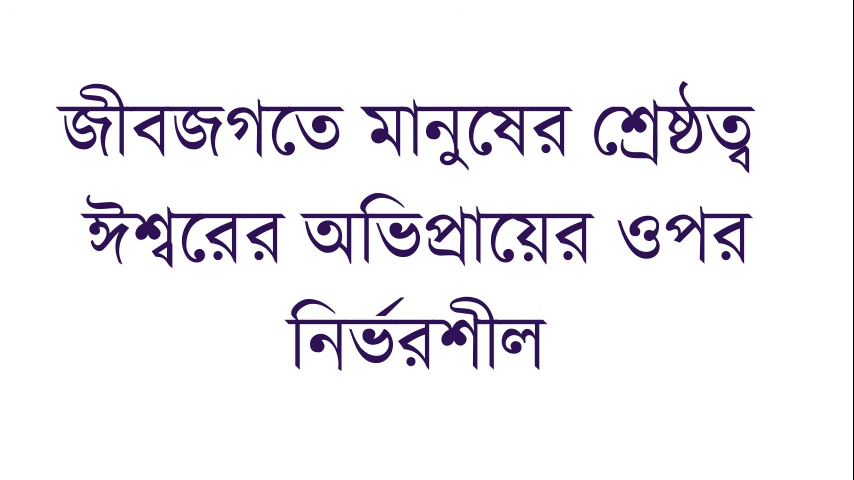 জীবজগতে মানুষের শ্রেষ্ঠত্ব
ঈশ্বরের অভিপ্রায়ের ওপর
নির্ভরশীল